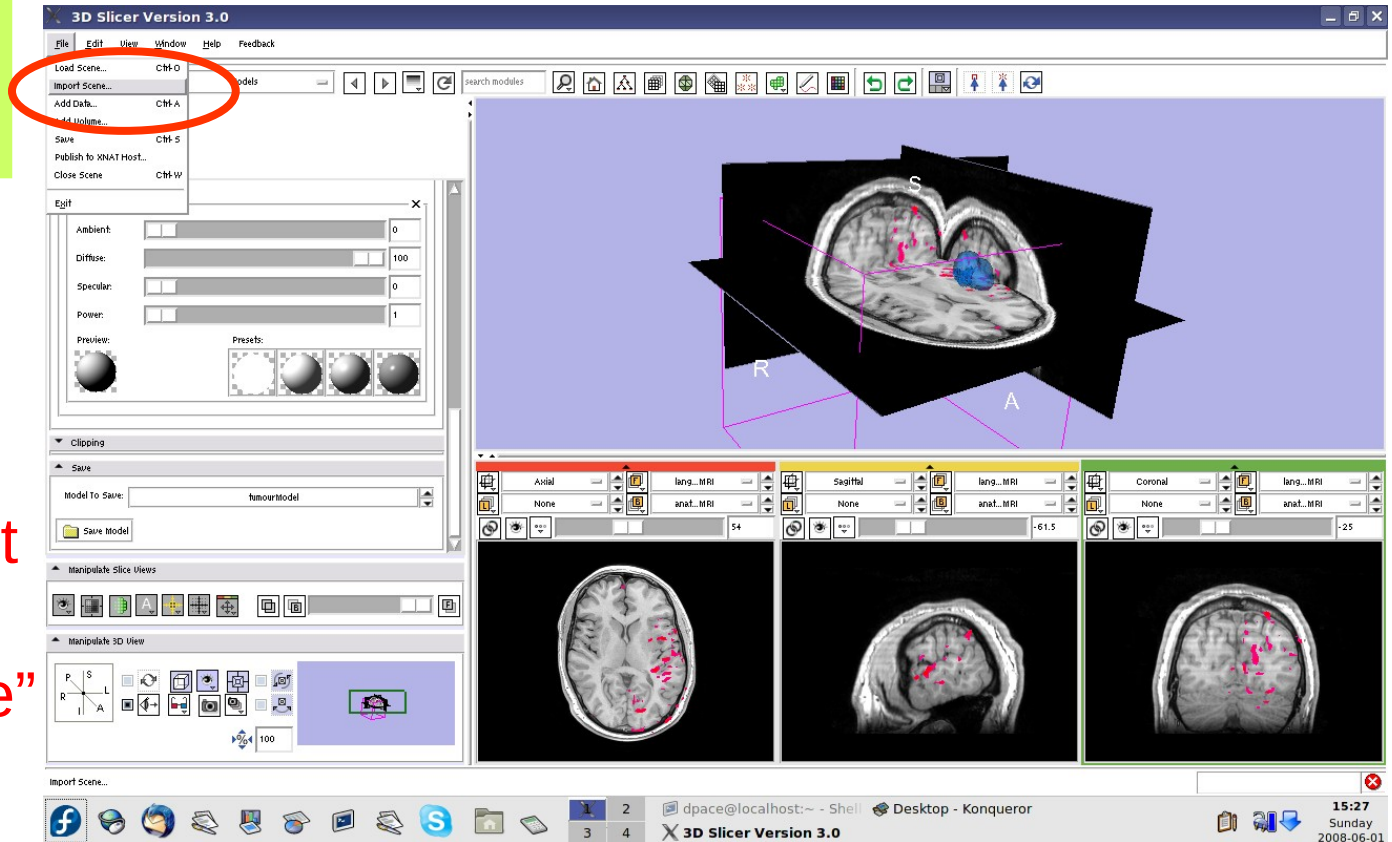 3D Slicer Version 3.0
File Edit View Window Help Feedback
Load Scene... Ctrl-O
Import Scene...
Add Data... Ctrl-A
Add Volume...
Save Ctrl-S
Publish to XNAT Host...
Close Scene Ctrl-W
Exit
search modules
Ambient: 0
Diffuse: 100
Specular: 0
Power: 1
Preview: Presets:
Clipping
Save
Model To Save: tumourModel
Save Model
Manipulate Slice Views
A
F
B
Manipulate 3D View
P S
R L
I A
% 100
S
R
A
Axial F lang...MRI
L None B anat...MRI
54
Sagittal F lang...MRI
L None B anat...MRI
-61.5
Coronal F lang...MRI
L None B anat...MRI
-25
t
e”
Import Scene...
1 2
3 4
dpace@localhost:~ - Shell
Desktop - Konqueror
3D Slicer Version 3.0
15:27
Sunday
2008-06-01